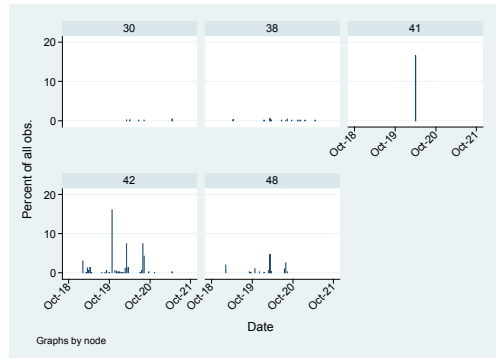 30 38 41
20
10
0
Oct-18 Oct-19 Oct-20 Oct-21
Percent of all obs.
42 48
20
10
0
Oct-18 Oct-19 Oct-20 Oct-21 Oct-18 Oct-19 Oct-20 Oct-21
Date
Graphs by node